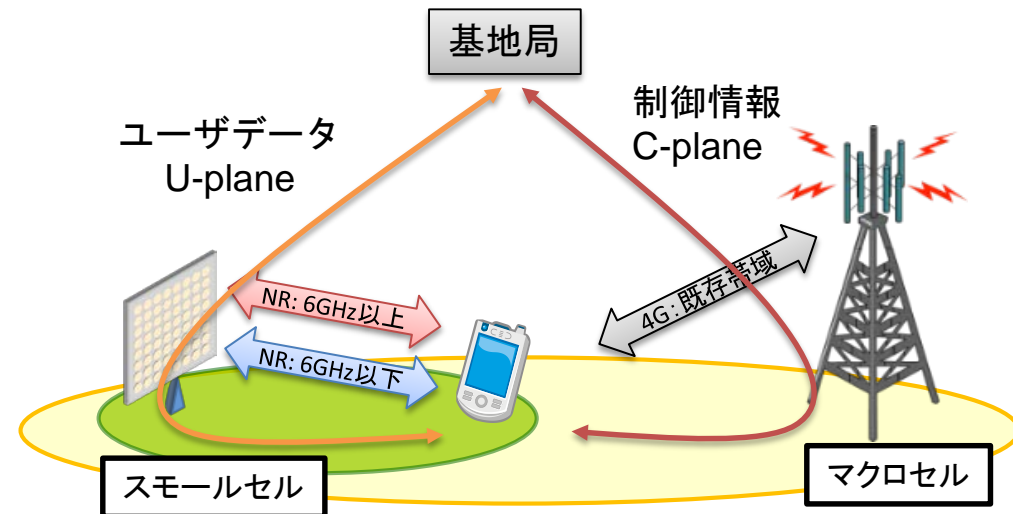 基地局
ユーザデータ
U-plane
制御情報
C-plane
NR: 6GHz以上
NR: 6GHz以下
4G:既存帯域
スモールセル
マクロセル